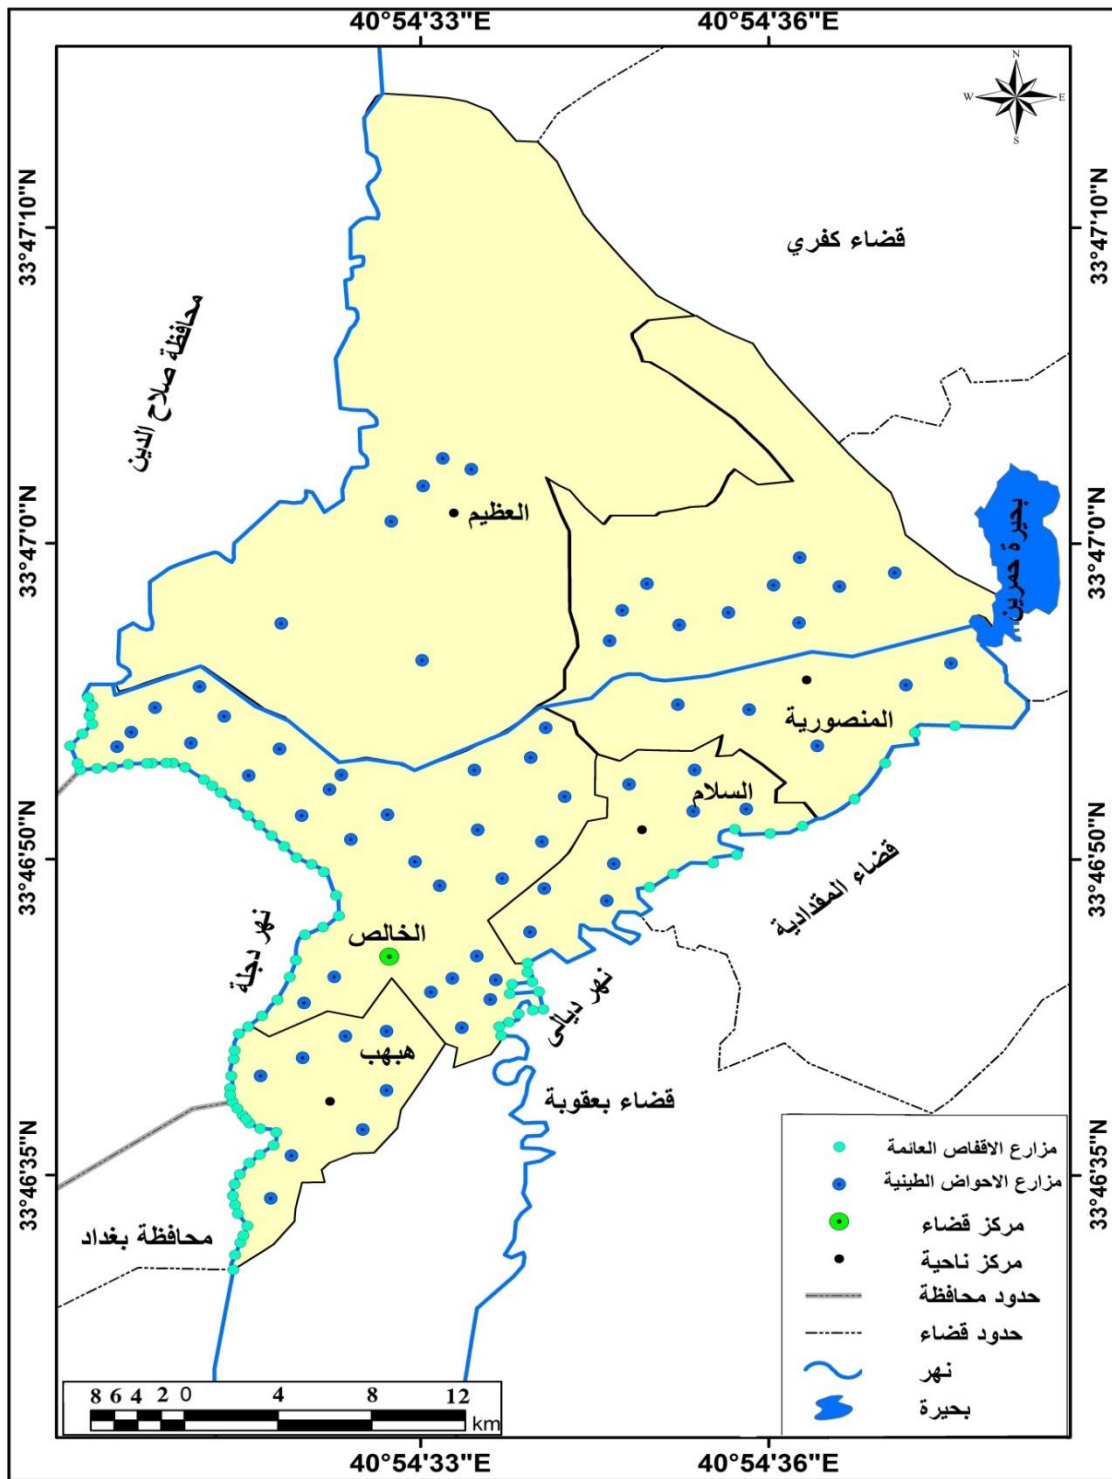 40°54'33"E
40°54'36"E
N
W
E
S
33°47'10"N
33°47'10"N
قضاء كفري
محافظة صلاح الدين
العظيم
بحيرة حمرين
33°47'0"N
33°47'0"N
المنصورية
السلام
33°46'50"N
33°46'50"N
قضاء المقدادية
الخالص
نهر دجلة
نهر ديالى
هبهب
قضاء بعقوبة
مزارع الاقفاص العائمة
مزارع الاحواض الطينية
33°46'35"N
33°46'35"N
مركز قضاء
محافظة بغداد
مركز ناحية
حدود محافظة
حدود قضاء
نهر
بحيرة
8 6 4 2 0 4 8 12
km
40°54'33"E
40°54'36"E